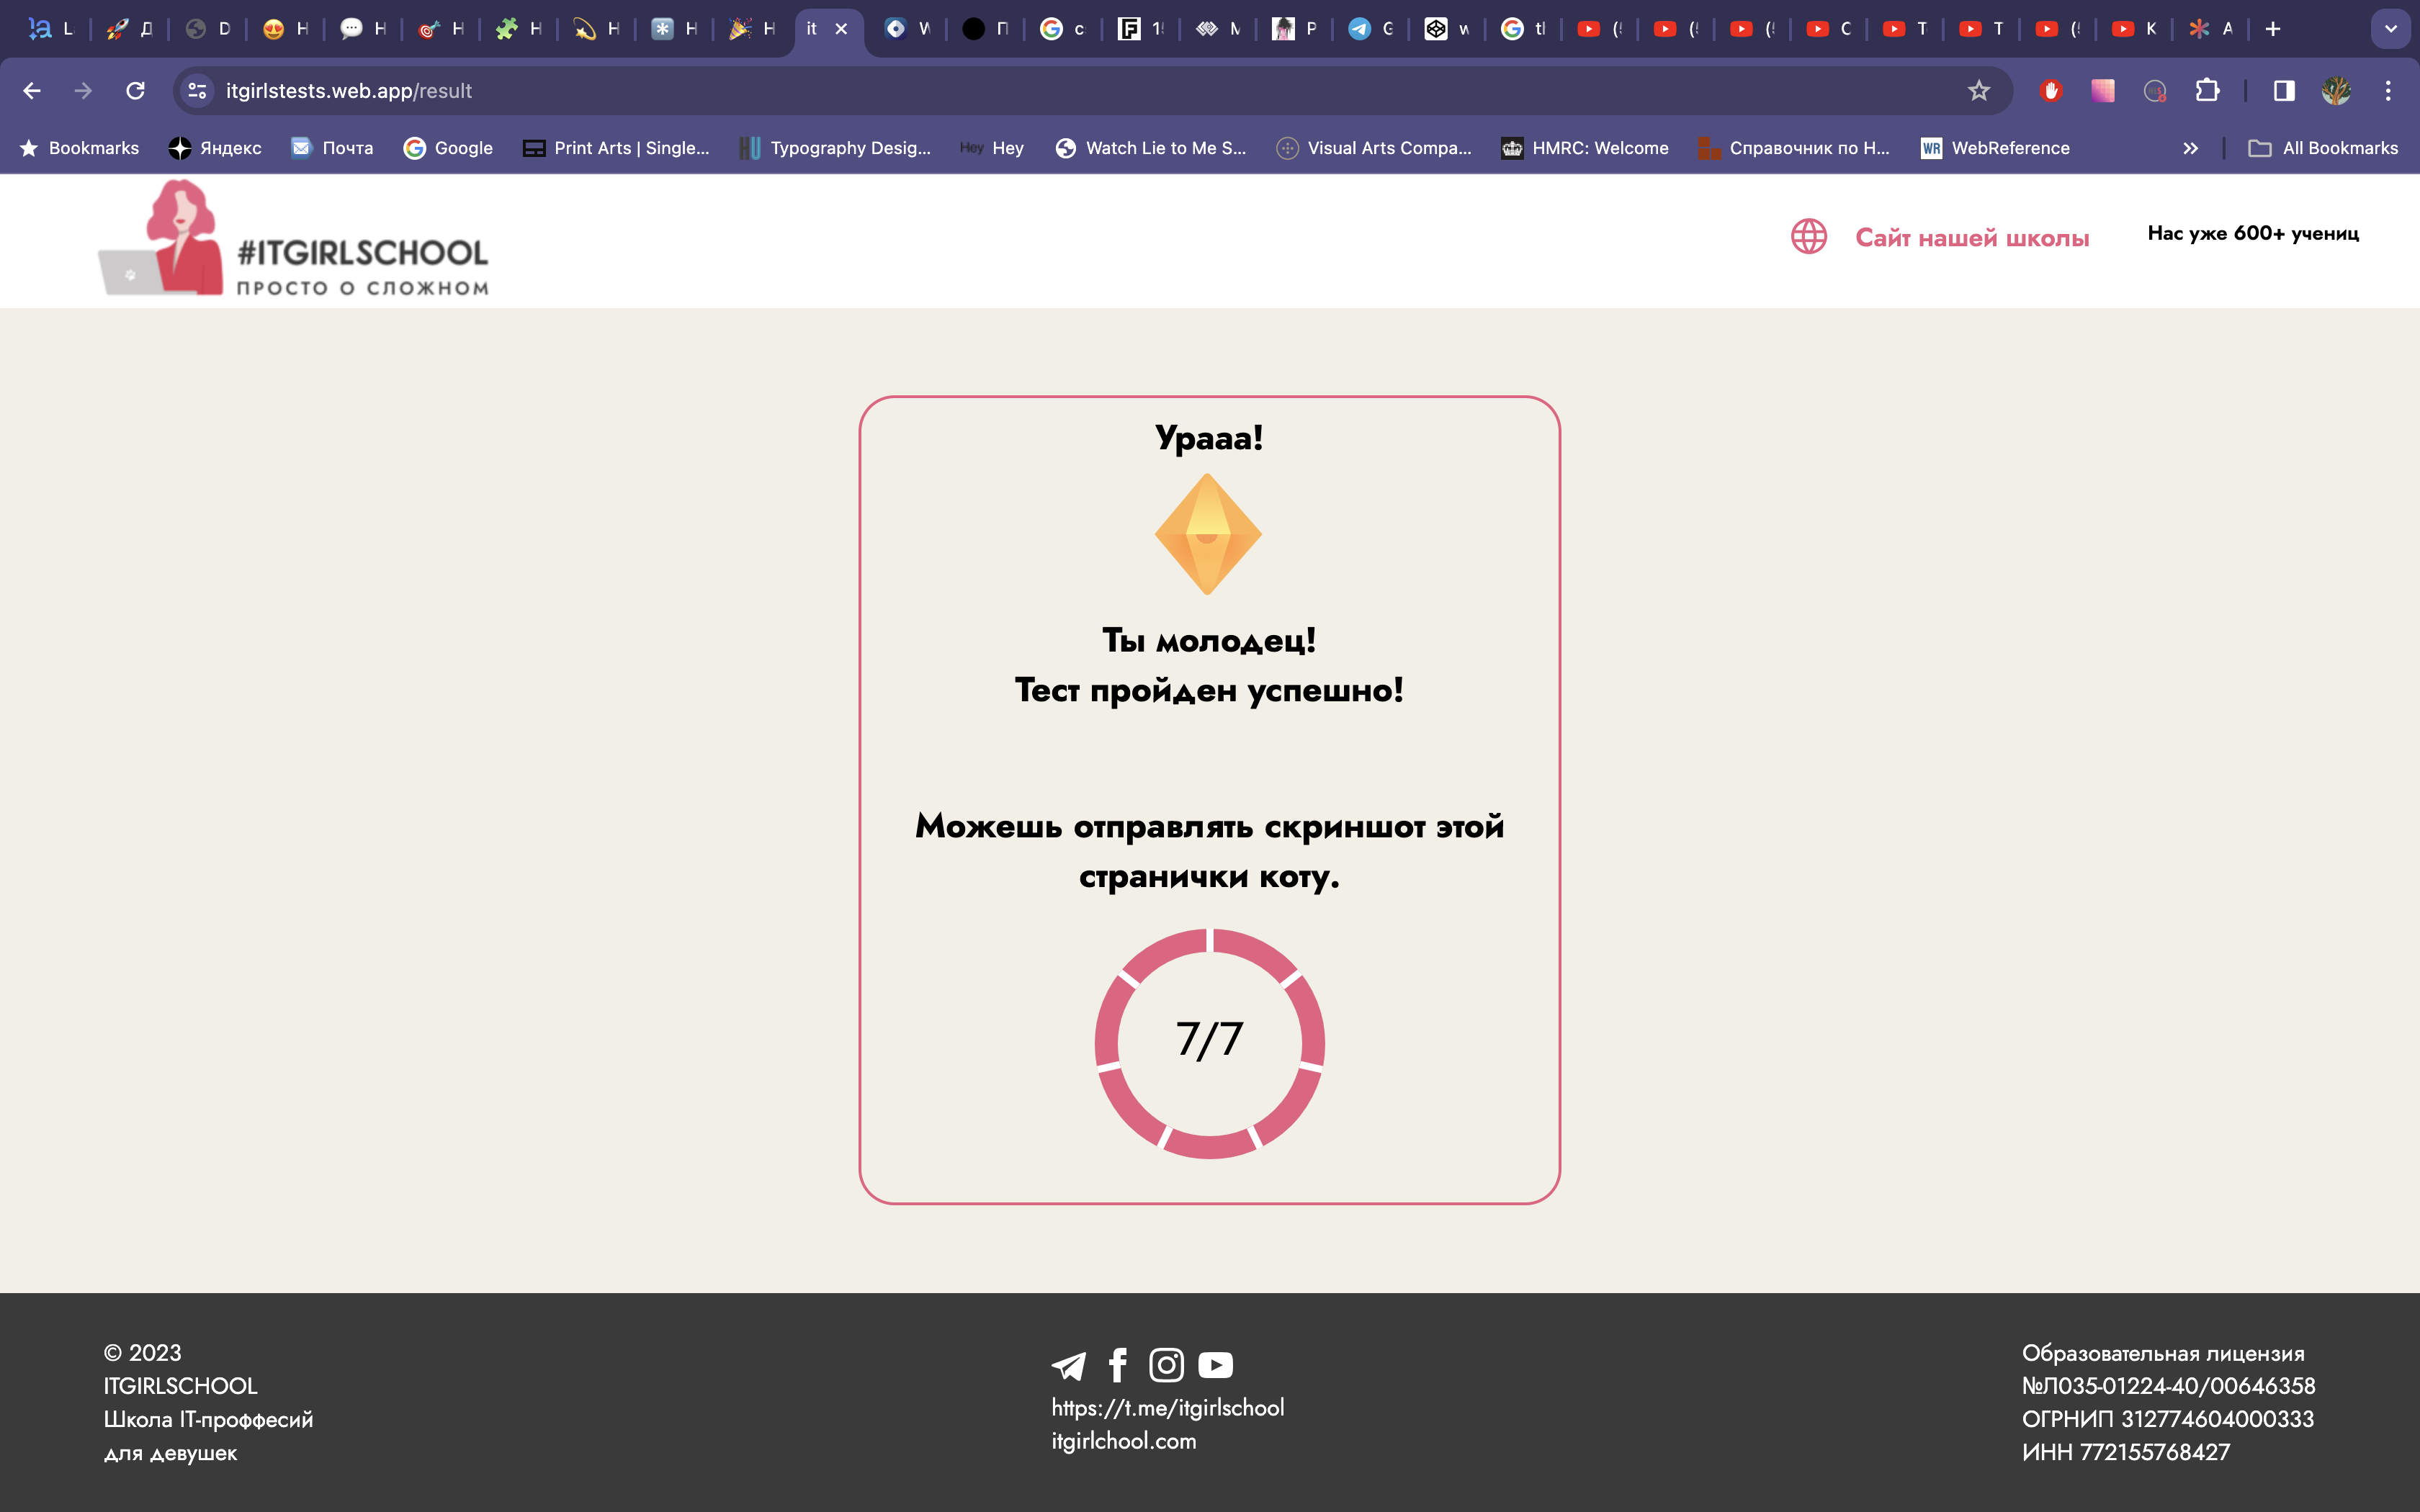 L
Д
D
H
H
H
H
H
H
H
it
W
П
c
M
P
G
w
tl
C
T
T
K
A
itgirlstests.web.app/result
Bookmarks
Яндекс
Почта
Google
Print Arts | Single...
Typography Desig...
Hey Hey
Watch Lie to Me S...
Visual Arts Compa...
HMRC: Welcome
Справочник по H...
WR WebReference
All Bookmarks
#ITGIRLSCHOOL
ПРОСТО О СЛОЖНОМ
Сайт нашей школы
Нас уже 600+ учениц
Урааа!
Ты молодец!
Тест пройден успешно!
Можешь отправлять скриншот этой
странички коту.
7/7
© 2023
ITGIRLSCHOOL
Школа IT-проффесий
для девушек
https://t.me/itgirlschool
itgirlchool.com
Образовательная лицензия
№Л035-01224-40/00646358
ОГРНИП 312774604000333
ИНН 772155768427